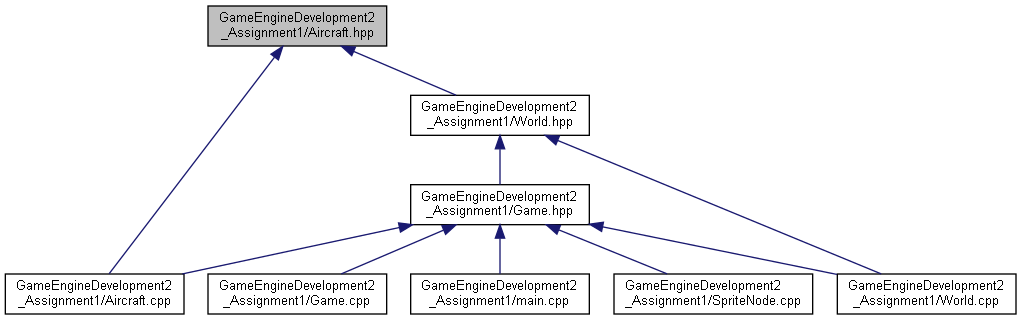 GameEngineDevelopment2
_Assignment1/Aircraft.hpp
GameEngineDevelopment2
_Assignment1/World.hpp
GameEngineDevelopment2
_Assignment1/Game.hpp
GameEngineDevelopment2
_Assignment1/Aircraft.cpp
GameEngineDevelopment2
_Assignment1/Game.cpp
GameEngineDevelopment2
_Assignment1/main.cpp
GameEngineDevelopment2
_Assignment1/SpriteNode.cpp
GameEngineDevelopment2
_Assignment1/World.cpp